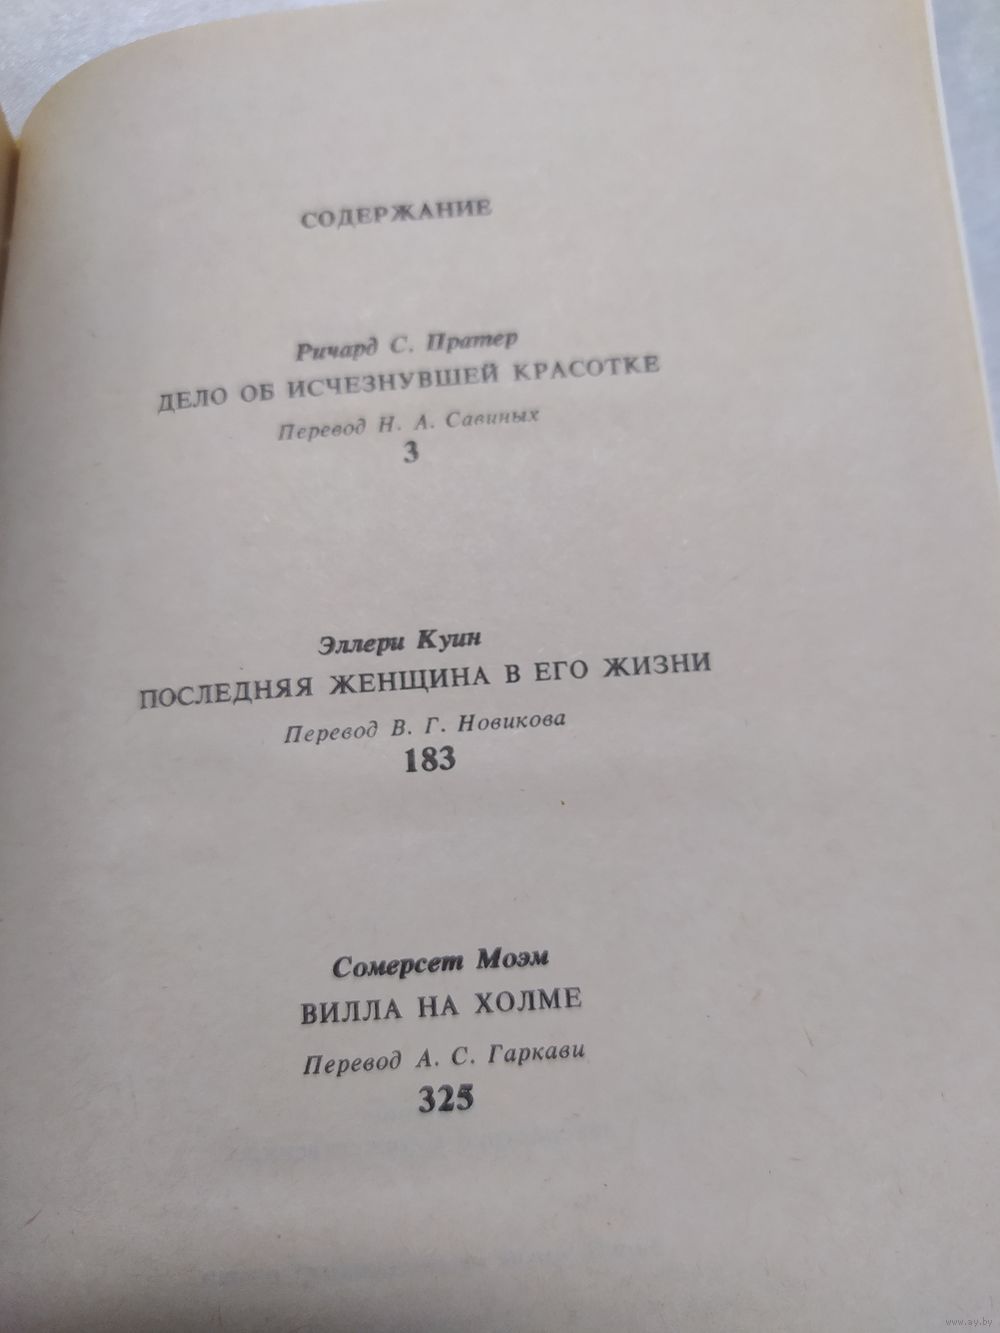 СОДЕРЖАНИЕ
Ричард С. Пратер
ДЕЛО ОБ ИСЧЕЗНУВШЕЙ КРАСОТКЕ
Перевод Н. А. Савиных
3
Эллери Куин
ПОСЛЕДНЯЯ ЖЕНЩИНА В ЕГО ЖИЗНИ
Перевод В. Г. Новикова
183
Сомерсет Моэм
ВИЛЛА НА ХОЛМЕ
Перевод А. С. Гаркави
325
www.ay.by